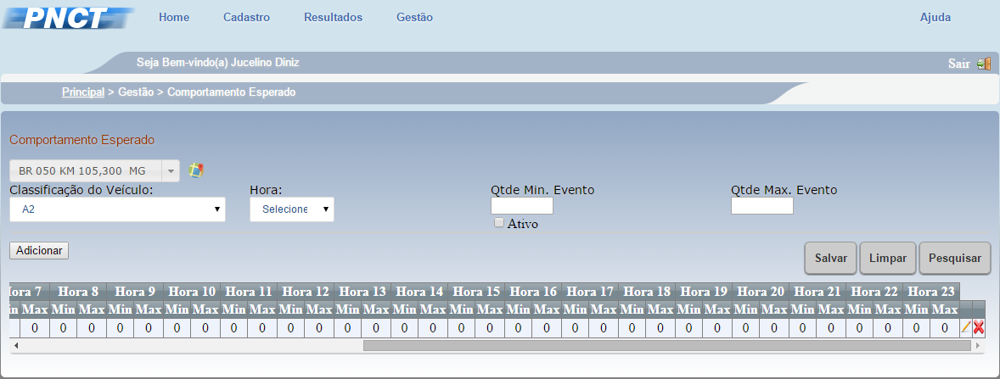 PNCT Home Cadastro Resultados Gestão Ajuda
Seja Bem-vindo(a) Jucelino Diniz Sair
Principal > Gestão > Comportamento Esperado
Comportamento Esperado
BR 050 KM 105,300 MG
Classificação do Veículo: Hora: Qtde Min. Evento Qtde Max. Evento
A2 Selecione
Ativo
Adicionar Salvar Limpar Pesquisar
Hora 7 Hora 8 Hora 9 Hora 10 Hora 11 Hora 12 Hora 13 Hora 14 Hora 15 Hora 16 Hora 17 Hora 18 Hora 19 Hora 20 Hora 21 Hora 22 Hora 23
Min Max Min Max Min Max Min Max Min Max Min Max Min Max Min Max Min Max Min Max Min Max Min Max Min Max Min Max Min Max Min Max Min Max
0 0 0 0 0 0 0 0 0 0 0 0 0 0 0 0 0 0 0 0 0 0 0 0 0 0 0 0 0 0 0 0 0